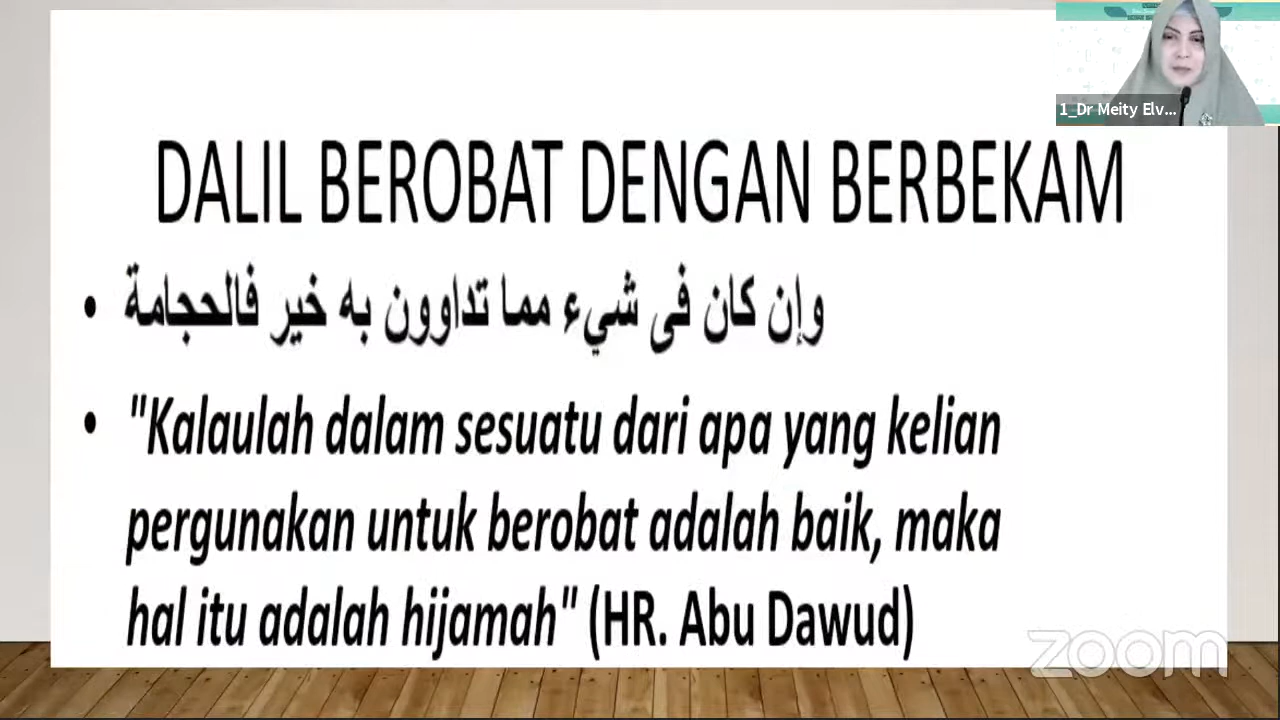 1_Dr Meity Elv...
DALIL BEROBAT DENGAN BERBEKAM
• وإن كان فى شيء مما تداوون به خير فالحجامة
• "Kalaulah dalam sesuatu dari apa yang kelian
pergunakan untuk berobat adalah baik, maka
hal itu adalah hijamah" (HR. Abu Dawud)
zoom